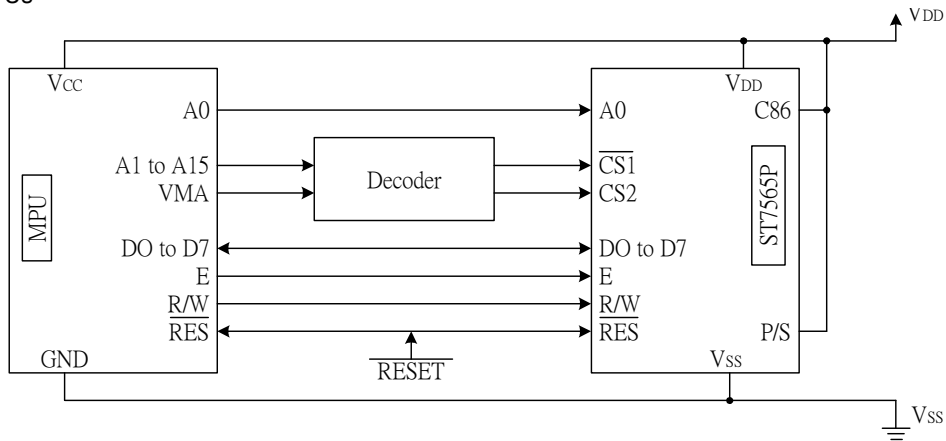 VDD
VCC
VDD
A0
A0
C86
A1 to A15
Decoder
CS1
VMA
CS2
MPU
ST7565P
DO to D7
DO to D7
E
E
R/W
R/W
RES
RES
P/S
RESET
GND
VSS
VSS